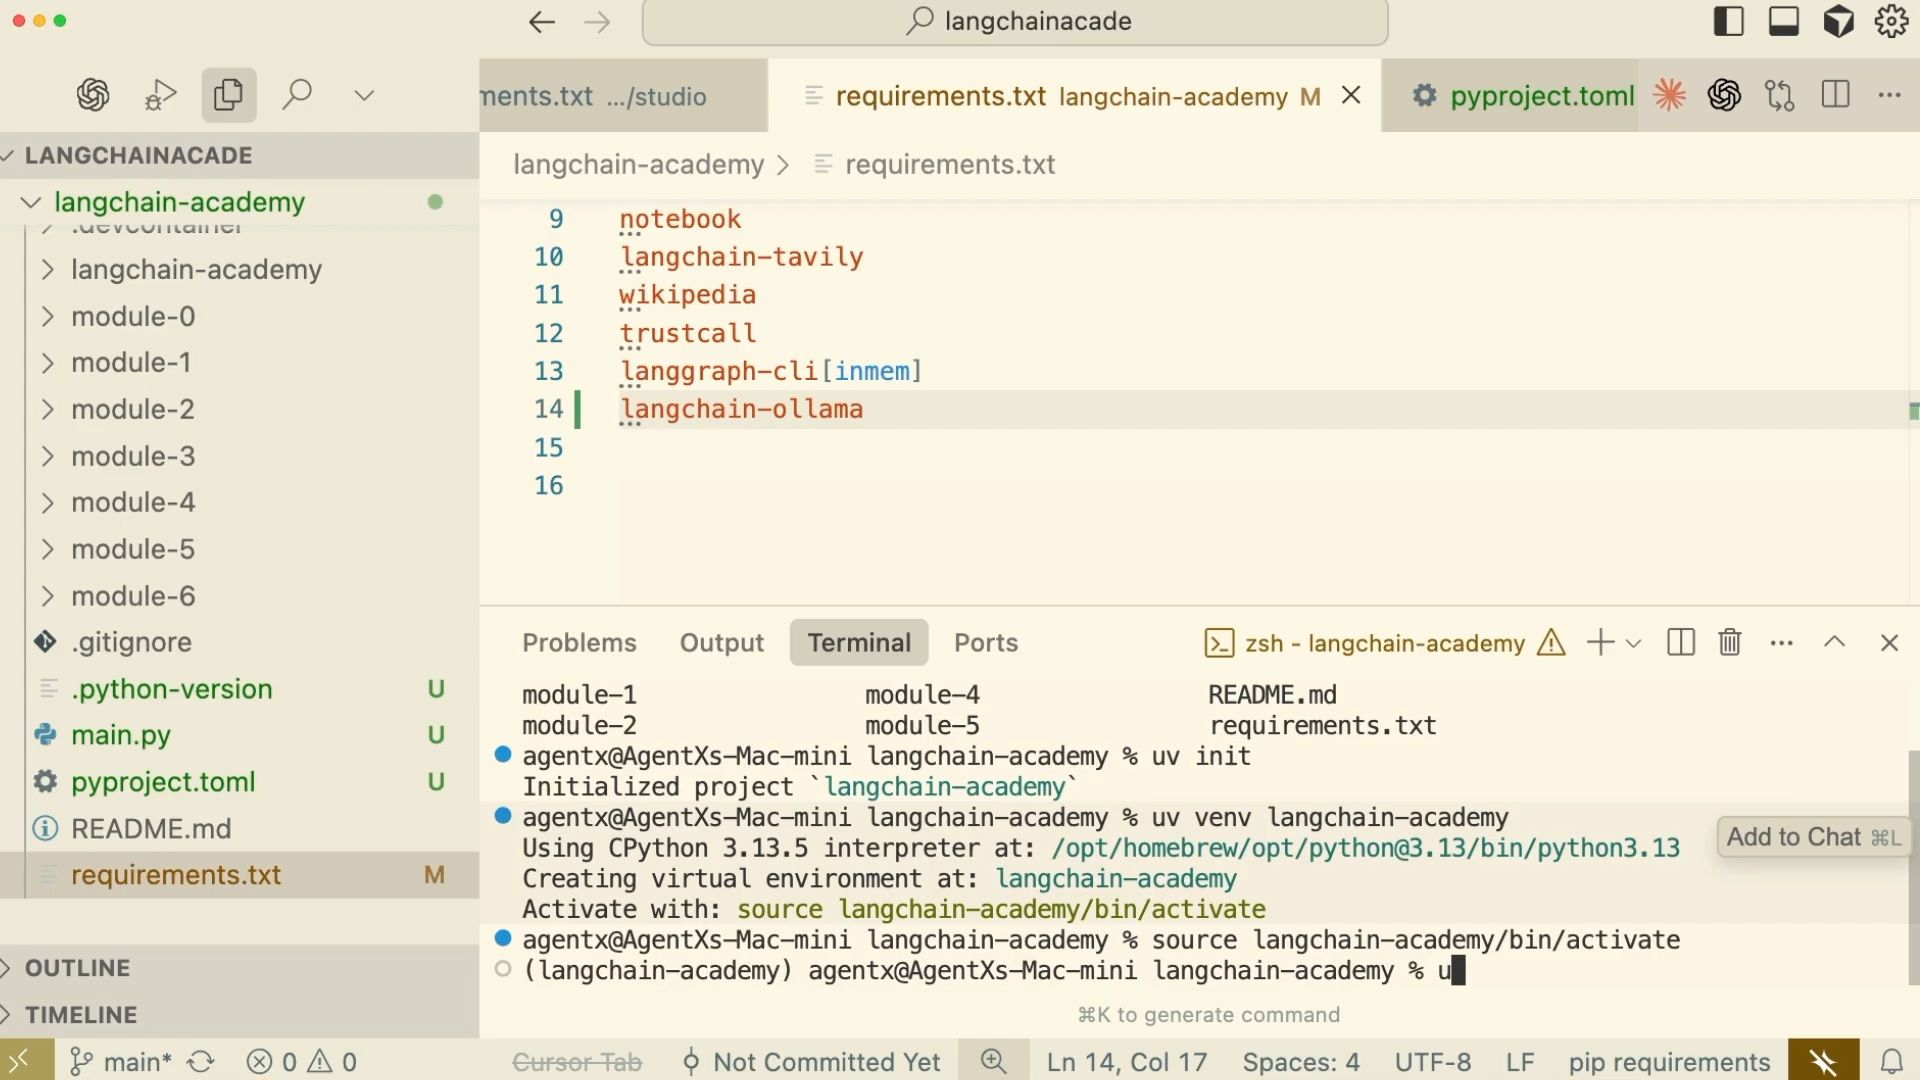 langchainacade
ments.txt .../studio
requirements.txt langchain-academy M
pyproject.toml
LANGCHAINACADE
langchain-academy > requirements.txt
langchain-academy
.devcontainer
langchain-academy
module-0
module-1
module-2
module-3
module-4
module-5
module-6
.gitignore
.python-version U
main.py U
pyproject.toml U
README.md
requirements.txt M
OUTLINE
TIMELINE
9 notebook
10 langchain-tavily
11 wikipedia
12 trustcall
13 langgraph-cli[inmem]
14 langchain-ollama
15
16
Problems Output Terminal Ports zsh - langchain-academy
module-1 module-4 README.md
module-2 module-5 requirements.txt
agentx@AgentXs-Mac-mini langchain-academy % uv init
Initialized project `langchain-academy`
agentx@AgentXs-Mac-mini langchain-academy % uv venv langchain-academy
Using CPython 3.13.5 interpreter at: /opt/homebrew/opt/python@3.13/bin/python3.13
Creating virtual environment at: langchain-academy
Activate with: source langchain-academy/bin/activate
agentx@AgentXs-Mac-mini langchain-academy % source langchain-academy/bin/activate
(langchain-academy) agentx@AgentXs-Mac-mini langchain-academy % u
Add to Chat ⌘L
⌘K to generate command
main* 0 0 Cursor Tab Not Committed Yet Ln 14, Col 17 Spaces: 4 UTF-8 LF pip requirements